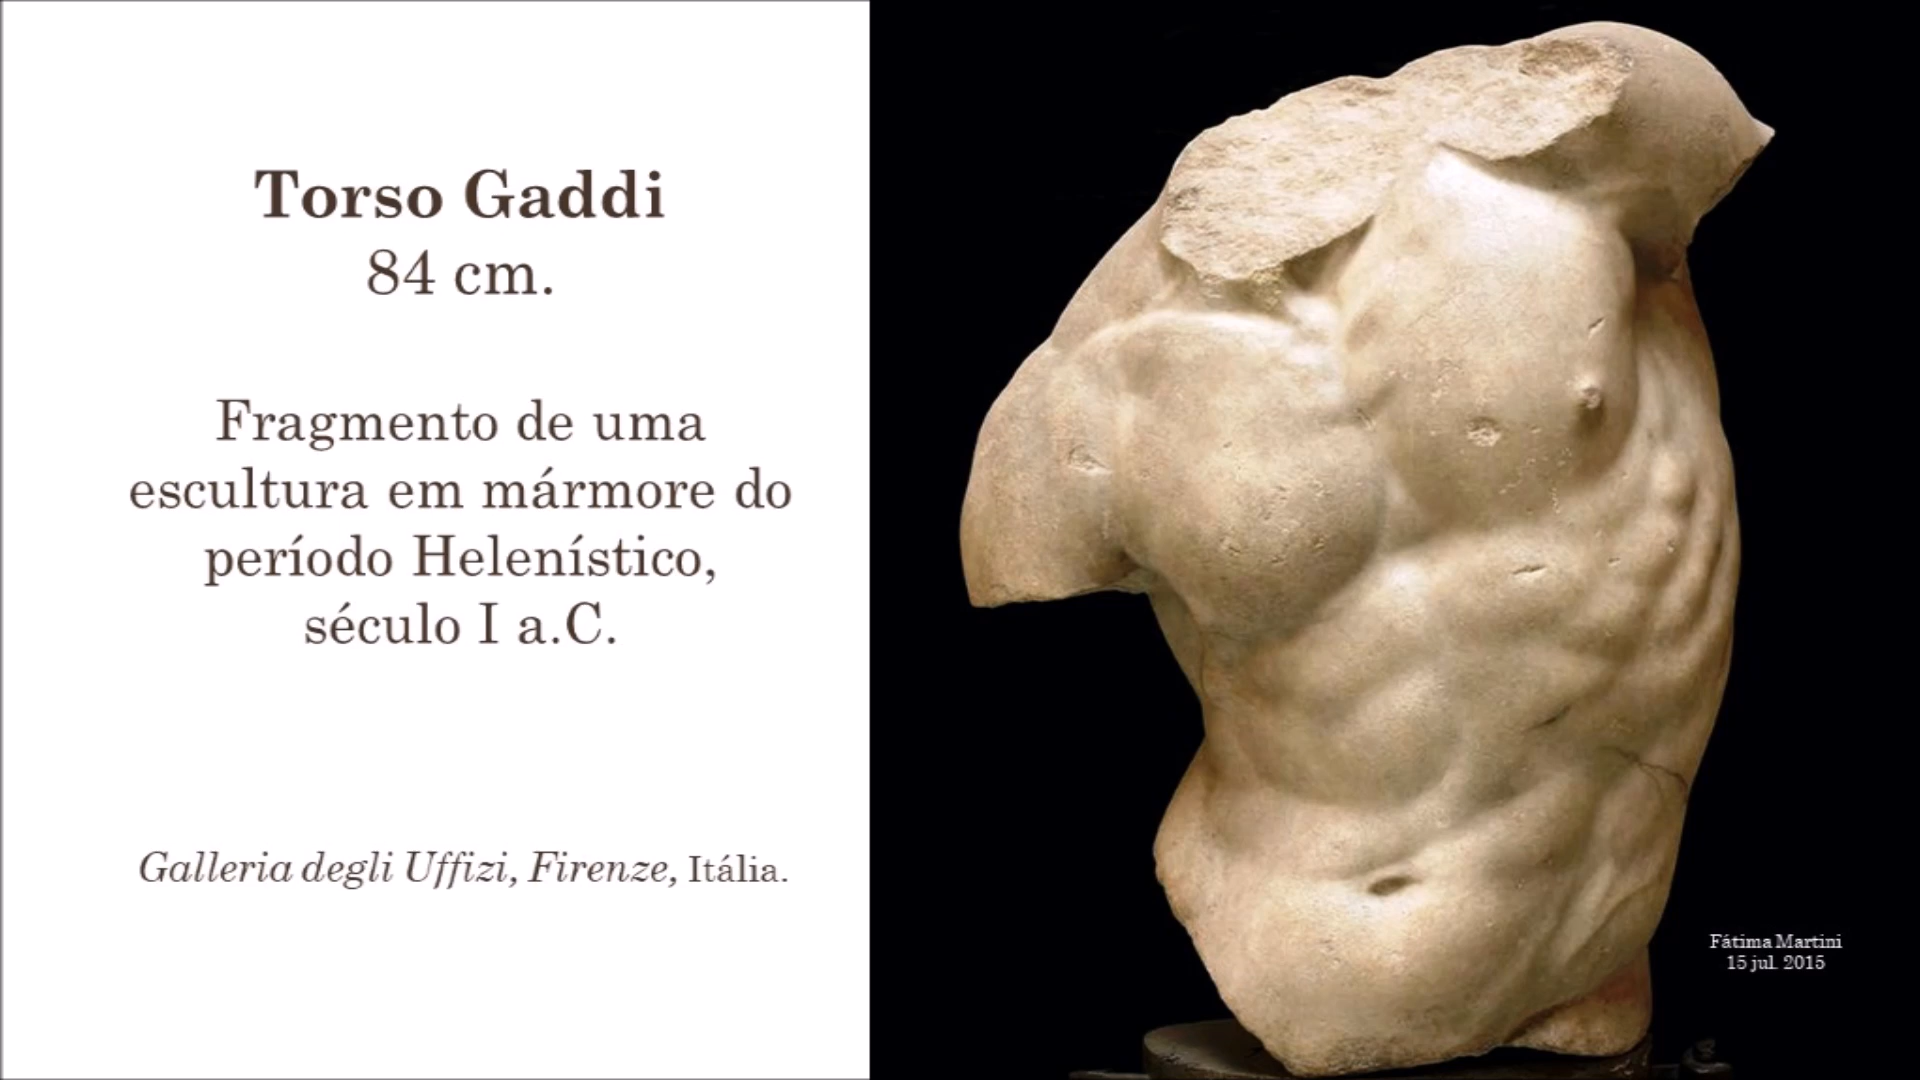 Torso Gaddi
84 cm.
Fragmento de uma
escultura em mármore do
período Helenístico,
século I a.C.
Galleria degli Uffizi, Firenze, Itália.
Fátima Martini
15 jul. 2015